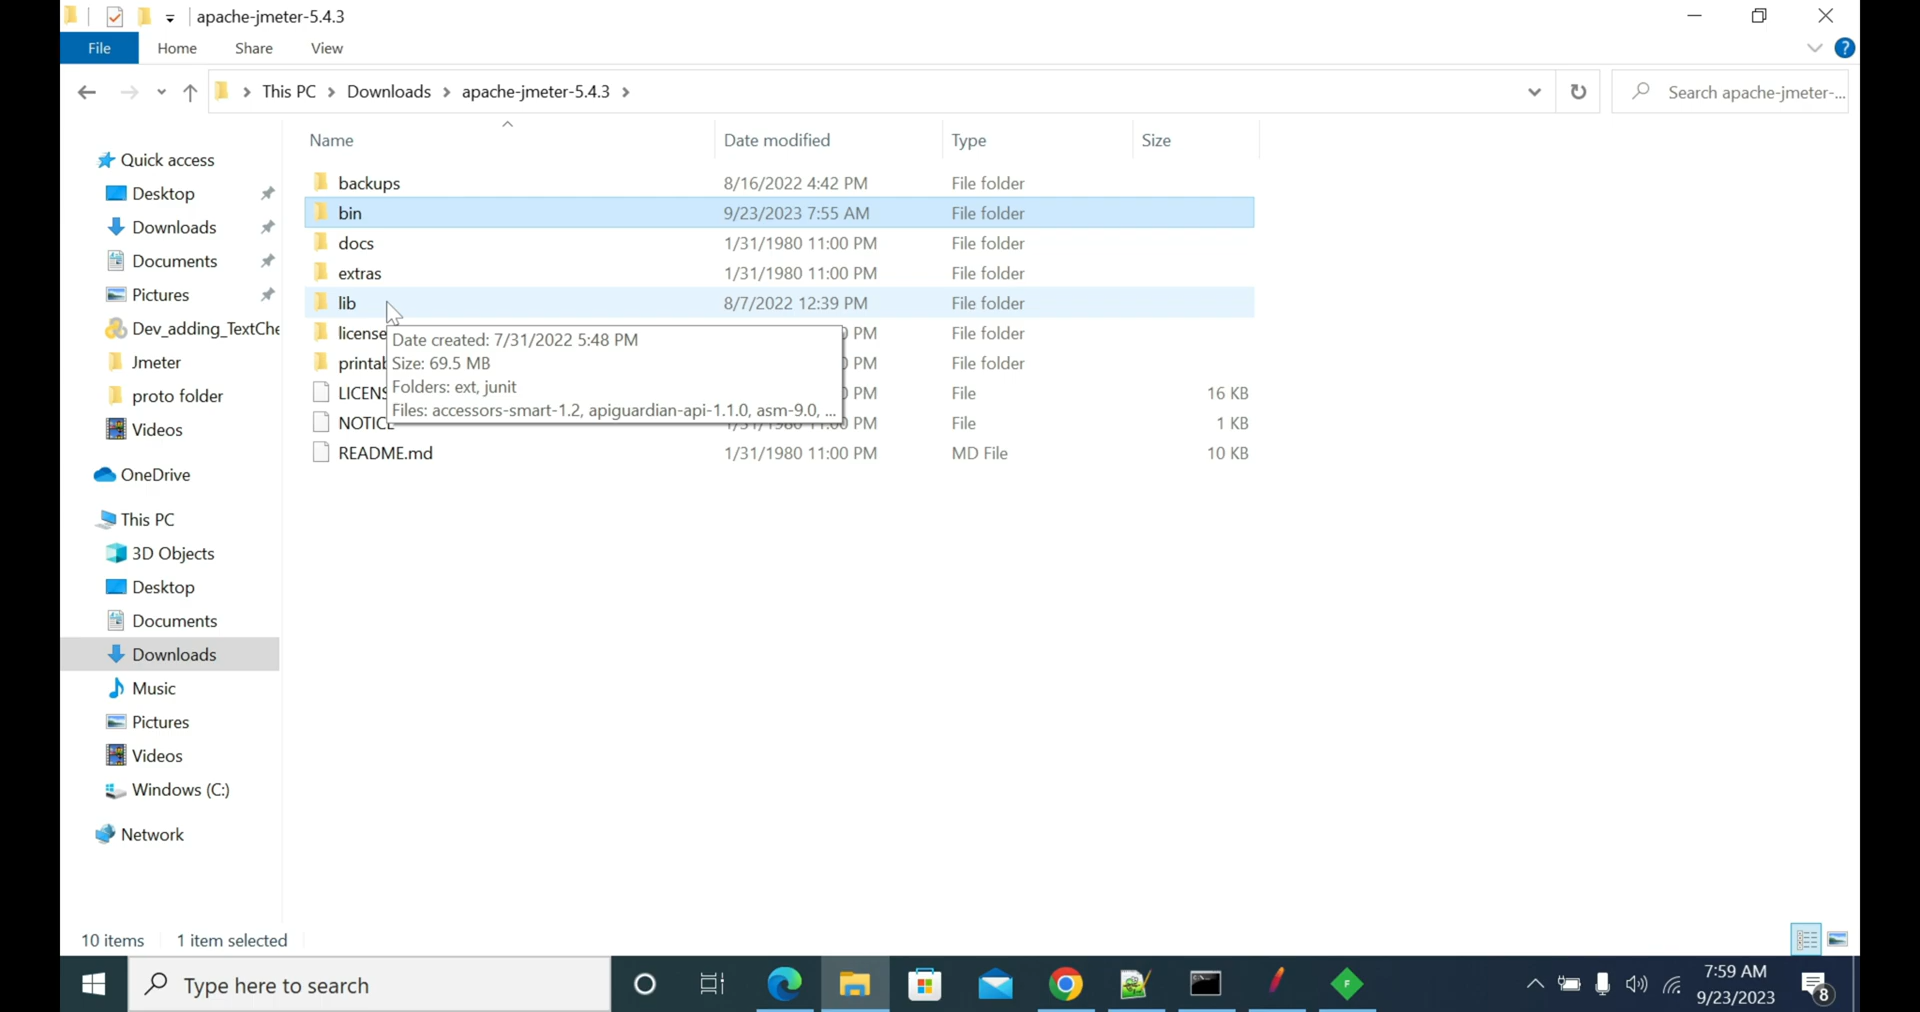 apache-jmeter-5.4.3
File Home Share View
This PC Downloads apache-jmeter-5.4.3
Search apache-jmeter-...
Name Date modified Type Size
Quick access
Desktop
Downloads
Documents
Pictures
Dev_adding_TextChe
Jmeter
proto folder
Videos
OneDrive
This PC
3D Objects
Desktop
Documents
Downloads
Music
Pictures
Videos
Windows (C:)
Network
backups 8/16/2022 4:42 PM File folder
bin 9/23/2023 7:55 AM File folder
docs 1/31/1980 11:00 PM File folder
extras 1/31/1980 11:00 PM File folder
lib 8/7/2022 12:39 PM File folder
license PM File folder
Date created: 7/31/2022 5:48 PM
Size: 69.5 MB
Folders: ext, junit
Files: accessors-smart-1.2, apiguardian-api-1.1.0, asm-9.0, ...
PM File folder
PM File 16 KB
NOTICE 1/31/1980 11:00 PM File 1 KB
README.md 1/31/1980 11:00 PM MD File 10 KB
10 items 1 item selected
Type here to search
7:59 AM
9/23/2023
8